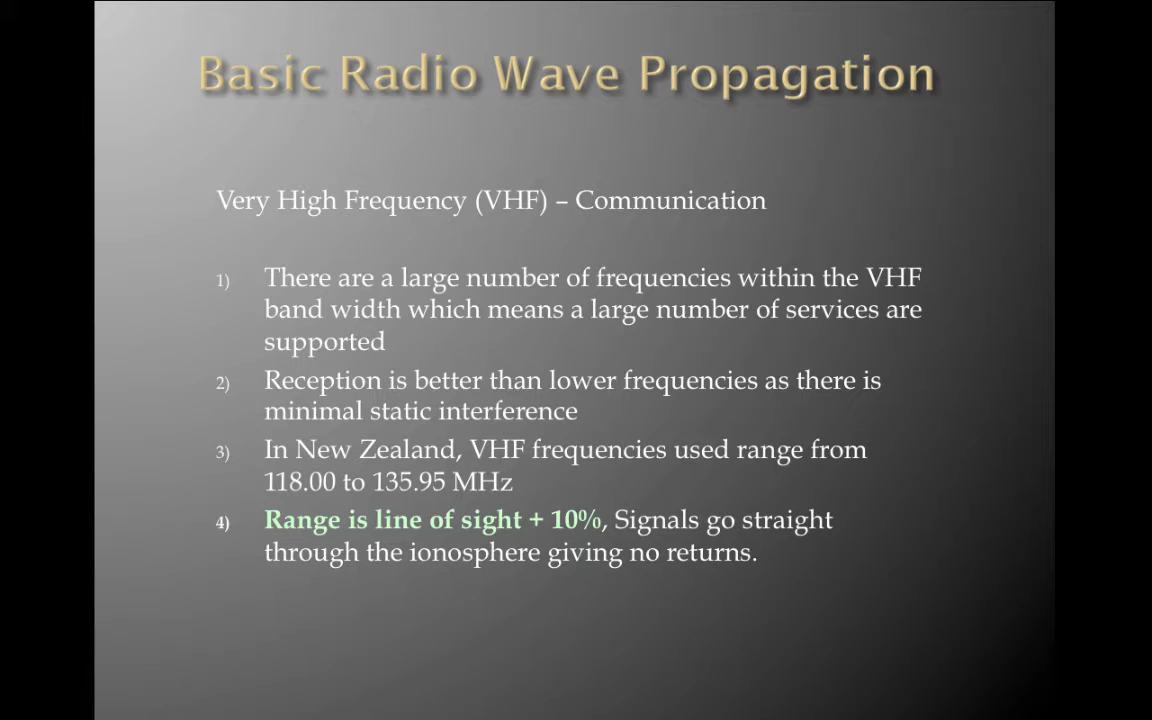 Basic Radio Wave Propagation
Very High Frequency (VHF) – Communication
1) There are a large number of frequencies within the VHF
band width which means a large number of services are
supported
2) Reception is better than lower frequencies as there is
minimal static interference
3) In New Zealand, VHF frequencies used range from
118.00 to 135.95 MHz
4) Range is line of sight + 10%, Signals go straight
through the ionosphere giving no returns.